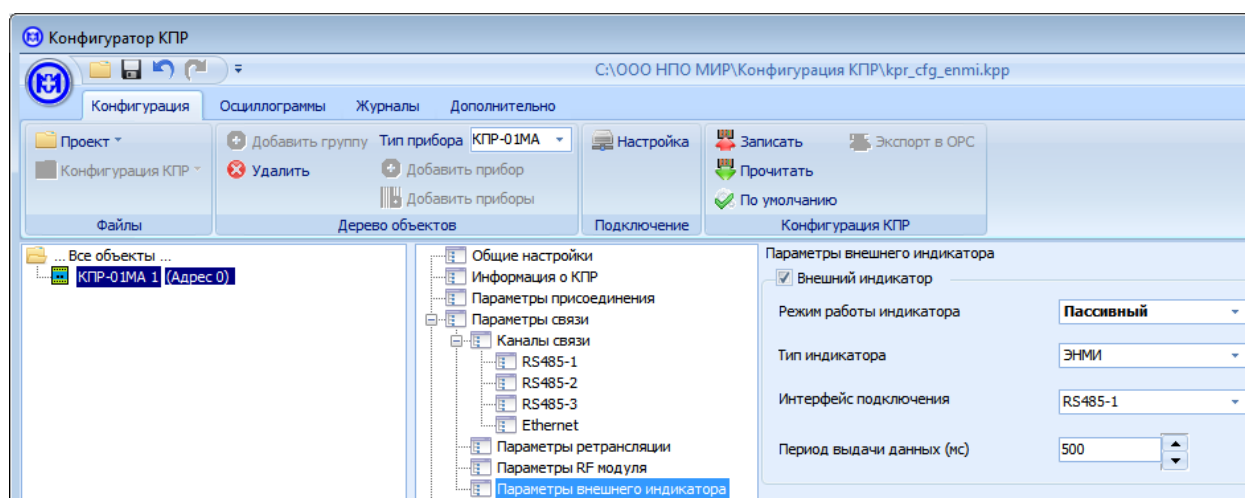 Конфигуратор КПР
C:\ООО НПО МИР\Конфигурация КПР\kpr_cfg_enmi.kpp
Конфигурация Осциллограммы Журналы Дополнительно
Проект Добавить группу Тип прибора КПР-01МА Настройка Записать Экспорт в OPC
Конфигурация КПР Удалить Добавить прибор Прочитать
Добавить приборы По умолчанию
Файлы Дерево объектов Подключение Конфигурация КПР
... Все объекты ...
КПР-01МА 1 (Адрес 0)
Общие настройки
Информация о КПР
Параметры присоединения
Параметры связи
Каналы связи
RS485-1
RS485-2
RS485-3
Ethernet
Параметры ретрансляции
Параметры RF модуля
Параметры внешнего индикатора
Параметры внешнего индикатора
Внешний индикатор
Режим работы индикатора Пассивный
Тип индикатора ЭНМИ
Интерфейс подключения RS485-1
Период выдачи данных (мс) 500